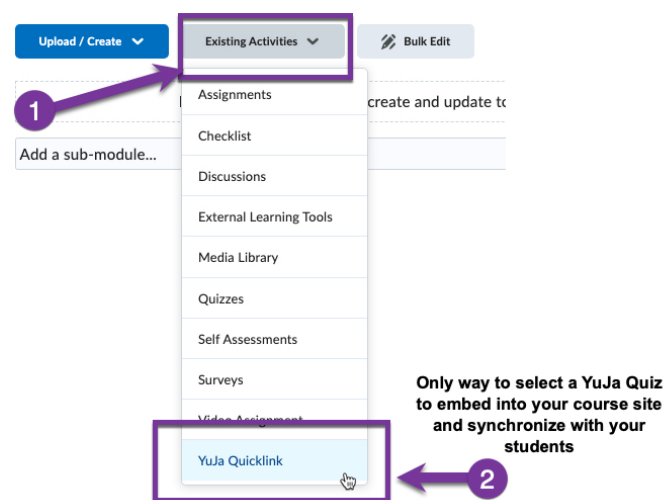 Upload / Create
Existing Activities
Bulk Edit
1
create and update to
Add a sub-module...
Assignments
Checklist
Discussions
External Learning Tools
Media Library
Quizzes
Self Assessments
Surveys
Video Assignment
YuJa Quicklink
2
Only way to select a YuJa Quiz
to embed into your course site
and synchronize with your
students